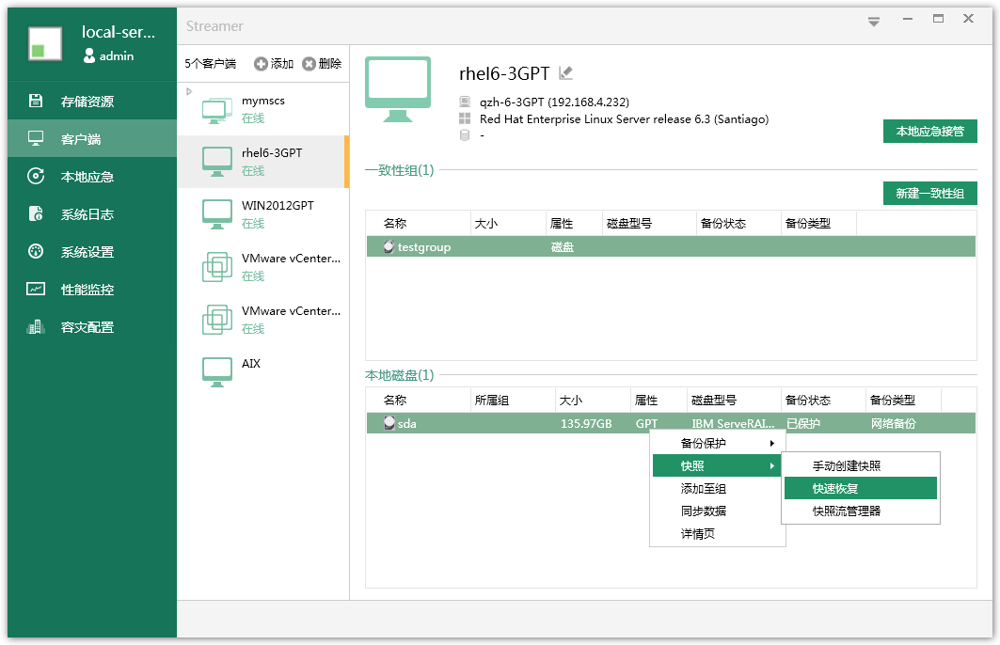 local-ser...
admin
存储资源
客户端
本地应急
系统日志
系统设置
性能监控
容灾配置
Streamer
5个客户端 添加 删除
mymscs
在线
rhel6-3GPT
在线
WIN2012GPT
在线
VMware vCenter...
在线
VMware vCenter...
在线
AIX
rhel6-3GPT
qzh-6-3GPT (192.168.4.232)
Red Hat Enterprise Linux Server release 6.3 (Santiago)
-
本地应急接管
一致性组(1)
新建一致性组
名称 大小 属性 磁盘型号 备份状态 备份类型
testgroup 磁盘
本地磁盘(1)
名称 所属组 大小 属性 磁盘型号 备份状态 备份类型
sda 135.97GB GPT IBM ServeRAI... 已保护 网络备份
备份保护
快照
添加至组
同步数据
详情页
手动创建快照
快速恢复
快照流管理器